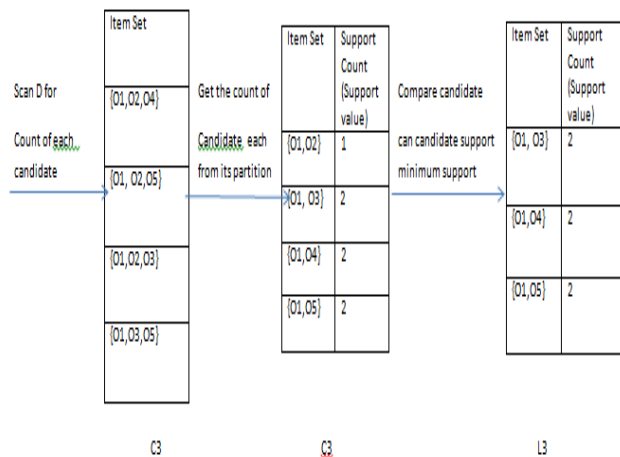 Scan D for
Count of each
candidate
Item Set
{O1,O2,O4}
{O1, O2,O5}
{O1,O2,O3}
{O1,O3,O5}
C3
Get the count of
Candidate, each
from its partition
Item Set
Support
Count
(Support
value)
{O1,O2}
1
{O1, O3}
2
{O1,O4}
2
{O1,O5}
2
C3
Compare candidate
can candidate support
minimum support
Item Set
Support
Count
(Support
value)
{O1, O3}
2
{O1,O4}
2
{O1,O5}
2
L3